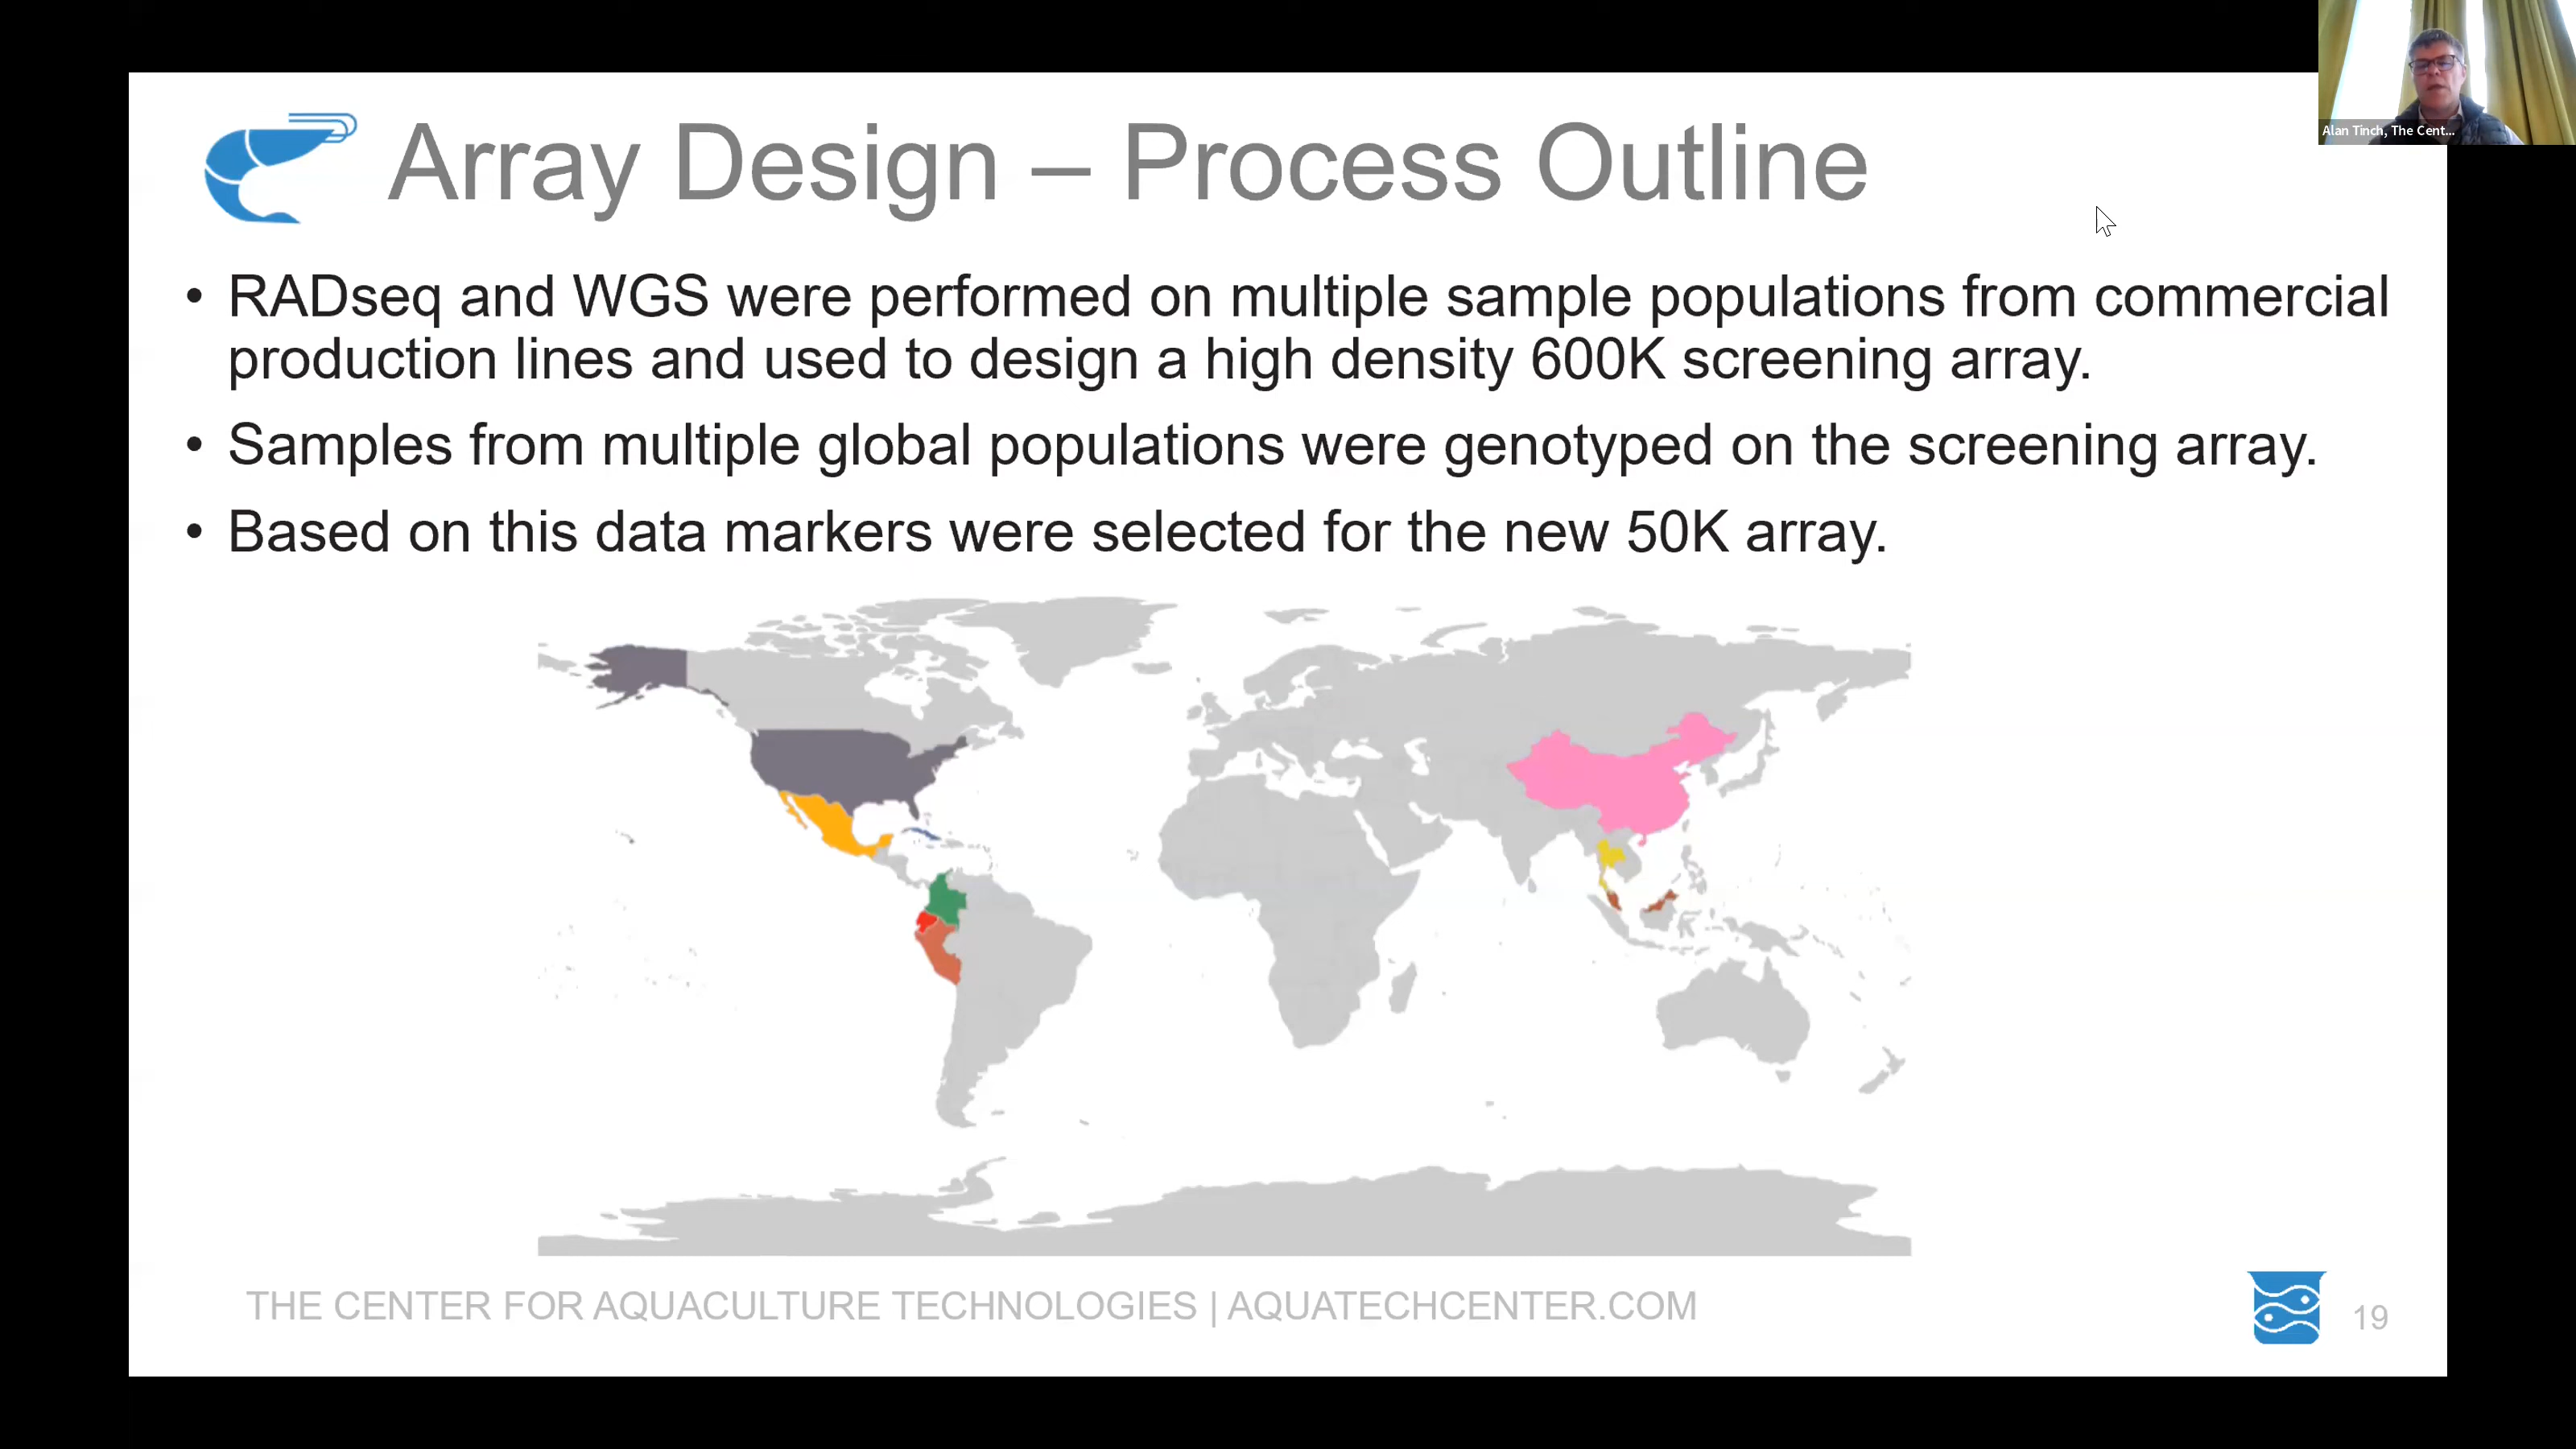 Alan Tinch, The Cent...
Array Design – Process Outline
• RADseq and WGS were performed on multiple sample populations from commercial
production lines and used to design a high density 600K screening array.
• Samples from multiple global populations were genotyped on the screening array.
• Based on this data markers were selected for the new 50K array.
THE CENTER FOR AQUACULTURE TECHNOLOGIES | AQUATECHCENTER.COM
19